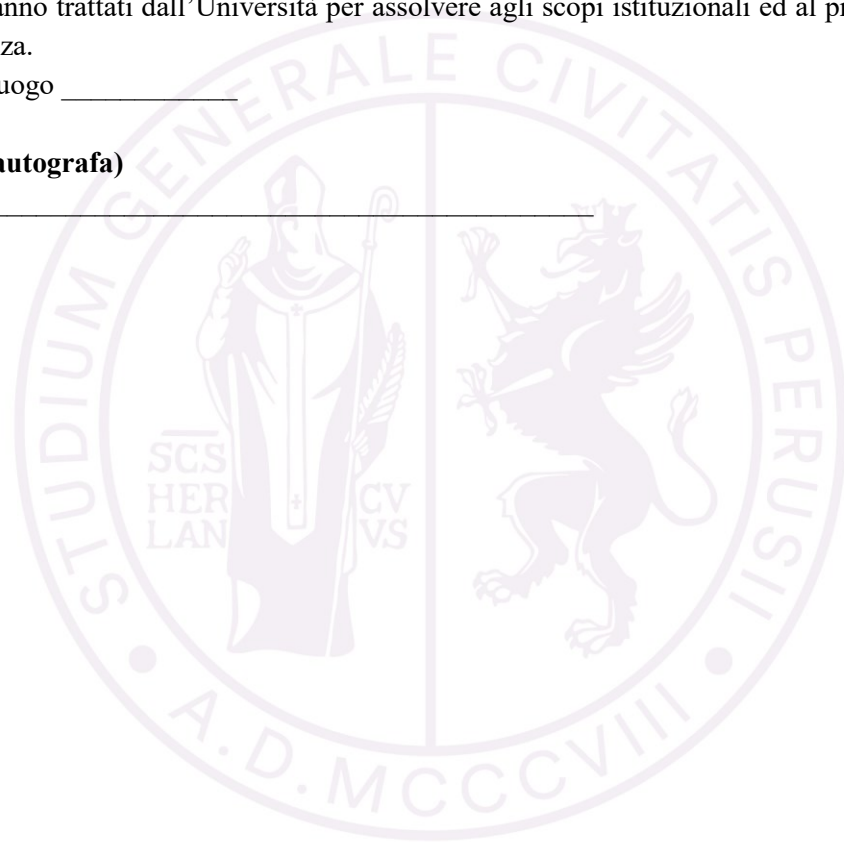 anno trattati dall'Università per assolvere agli scopi istituzionali ed al pr
za.
uogo ____________
autografa)
STUDIUM GENERALE CIVITATIS PERUSII
SCS
HER
LAN
CV
VS
A.D. MCCCVIII